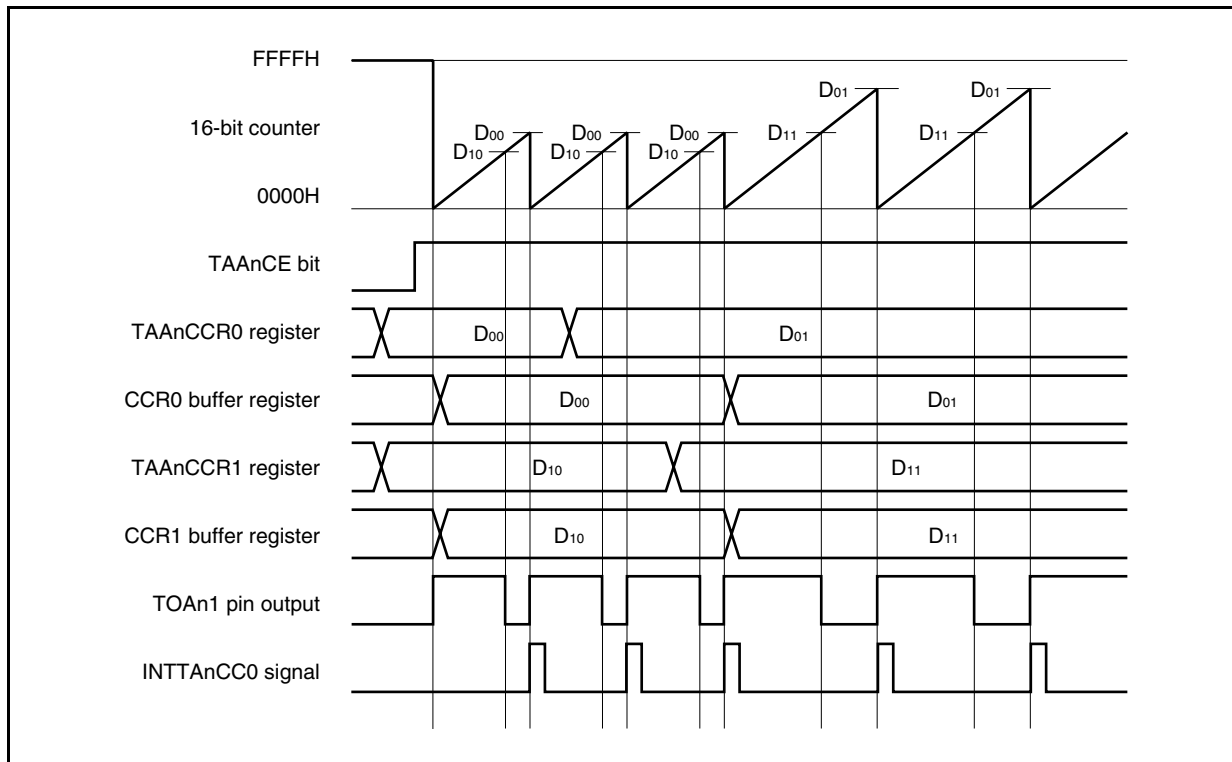 FFFFH
D01 D01
16-bit counter
D00 D00 D00 D11 D11
D10 D10 D10
0000H
TAAnCE bit
TAAnCCR0 register D00 D01
CCR0 buffer register D00 D01
TAAnCCR1 register D10 D11
CCR1 buffer register D10 D11
TOAn1 pin output
INTTAnCC0 signal